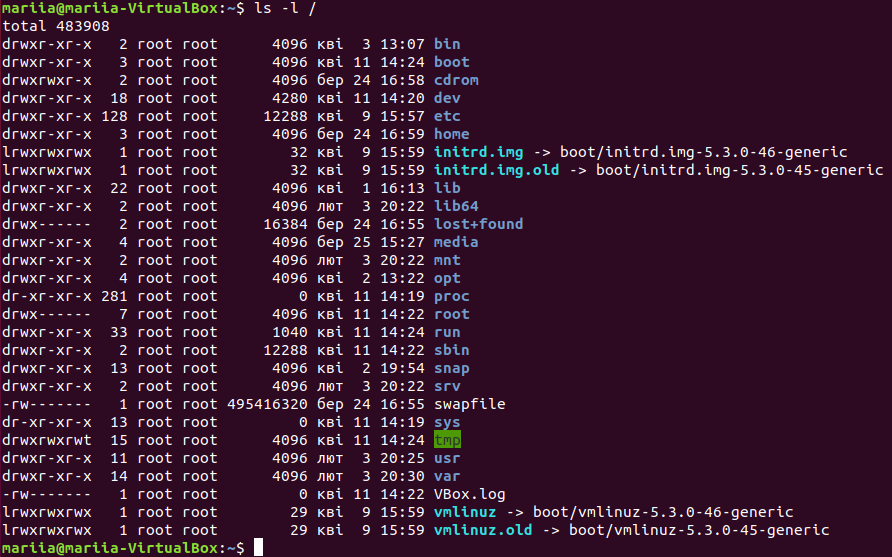 mariia@mariia-VirtualBox:~$ ls -l /
total 483908
drwxr-xr-x   2 root root      4096 кві  3 13:07 bin
drwxr-xr-x   3 root root      4096 кві 11 14:24 boot
drwxrwxr-x   2 root root      4096 бер 24 16:58 cdrom
drwxr-xr-x  18 root root      4280 кві 11 14:20 dev
drwxr-xr-x 128 root root     12288 кві  9 15:57 etc
drwxr-xr-x   3 root root      4096 бер 24 16:59 home
lrwxrwxrwx   1 root root        32 кві  9 15:59 initrd.img -> boot/initrd.img-5.3.0-46-generic
lrwxrwxrwx   1 root root        32 кві  9 15:59 initrd.img.old -> boot/initrd.img-5.3.0-45-generic
drwxr-xr-x  22 root root      4096 кві  1 16:13 lib
drwxr-xr-x   2 root root      4096 лют  3 20:22 lib64
drwx------   2 root root     16384 бер 24 16:55 lost+found
drwxr-xr-x   4 root root      4096 бер 25 15:27 media
drwxr-xr-x   2 root root      4096 лют  3 20:22 mnt
drwxr-xr-x   4 root root      4096 кві  2 13:22 opt
dr-xr-xr-x 281 root root         0 кві 11 14:19 proc
drwx------   7 root root      4096 кві 11 14:22 root
drwxr-xr-x  33 root root      1040 кві 11 14:24 run
drwxr-xr-x   2 root root     12288 кві 11 14:22 sbin
drwxr-xr-x  13 root root      4096 кві  2 19:54 snap
drwxr-xr-x   2 root root      4096 лют  3 20:22 srv
-rw-------   1 root root 495416320 бер 24 16:55 swapfile
dr-xr-xr-x  13 root root         0 кві 11 14:19 sys
drwxrwxrwt  15 root root      4096 кві 11 14:24 tmp
drwxr-xr-x  11 root root      4096 лют  3 20:25 usr
drwxr-xr-x  14 root root      4096 лют  3 20:30 var
-rw-------   1 root root         0 кві 11 14:22 VBox.log
lrwxrwxrwx   1 root root        29 кві  9 15:59 vmlinuz -> boot/vmlinuz-5.3.0-46-generic
lrwxrwxrwx   1 root root        29 кві  9 15:59 vmlinuz.old -> boot/vmlinuz-5.3.0-45-generic
mariia@mariia-VirtualBox:~$